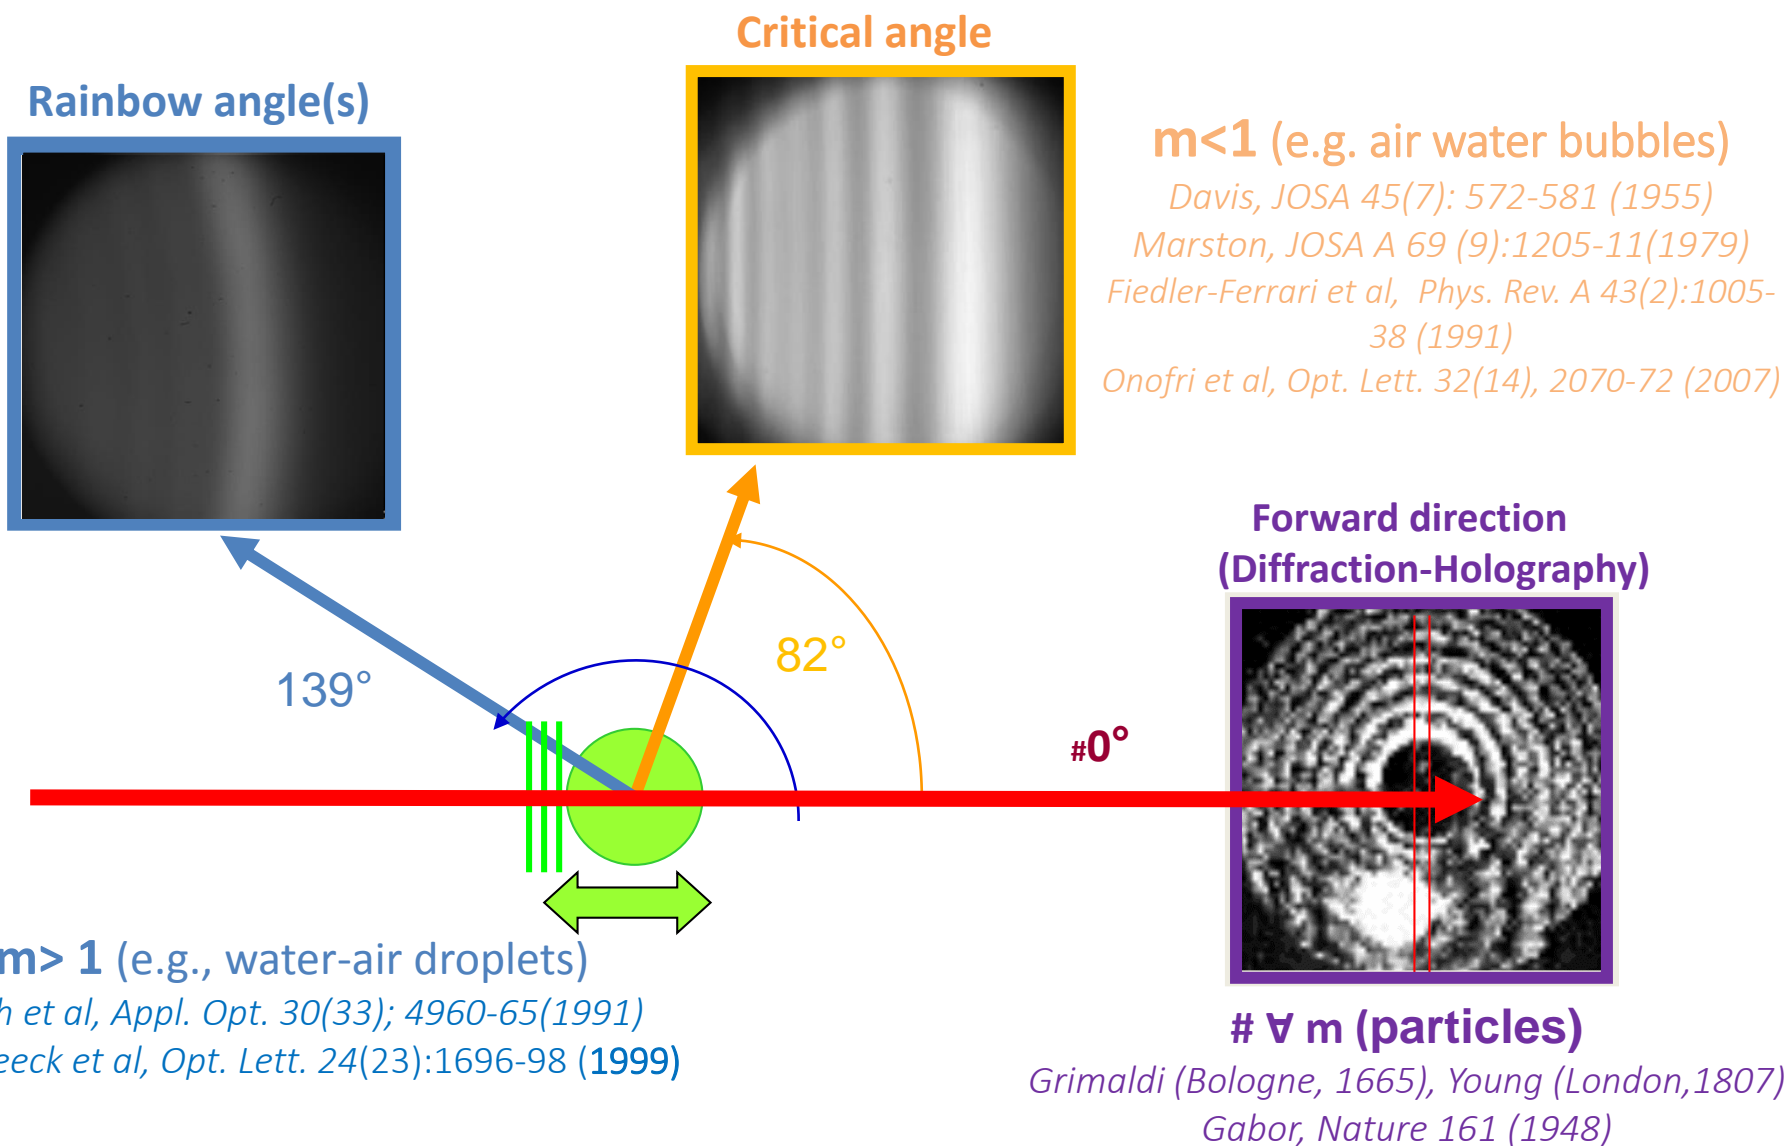 Critical angle
Rainbow angle(s)
m<1 (e.g. air water bubbles)
Davis, JOSA 45(7): 572-581 (1955)
Marston, JOSA A 69 (9):1205-11(1979)
Fiedler-Ferrari et al, Phys. Rev. A 43(2):1005-
38 (1991)
Onofri et al, Opt. Lett. 32(14), 2070-72 (2007)
Forward direction
(Diffraction-Holography)
82°
139°
#0°
m> 1 (e.g., water-air droplets)
et al, Appl. Opt. 30(33); 4960-65(1991)
et al, Opt. Lett. 24(23):1696-98 (1999)
# ∀ m (particles)
Grimaldi (Bologne, 1665), Young (London,1807)
Gabor, Nature 161 (1948)